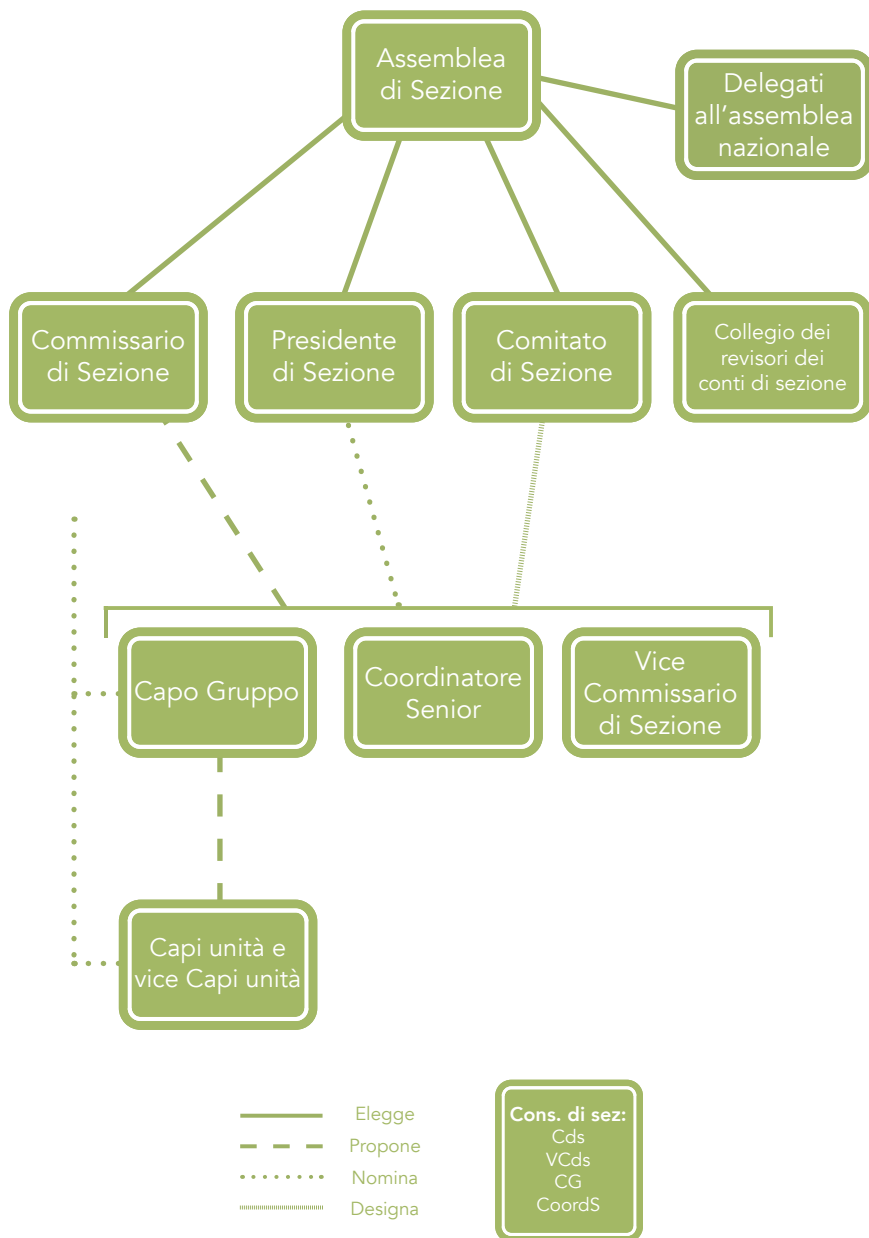 Assemblea
di Sezione
Delegati
all'assemblea
nazionale
Commissario
di Sezione
Presidente
di Sezione
Comitato
di Sezione
Collegio dei
revisori dei
conti di sezione
Capo Gruppo
Coordinatore
Senior
Vice
Commissario
di Sezione
Capi unità e
vice Capi unità
Elegge
Propone
Nomina
Designa
Cons. di sez:
Cds
VCds
CG
CoordS